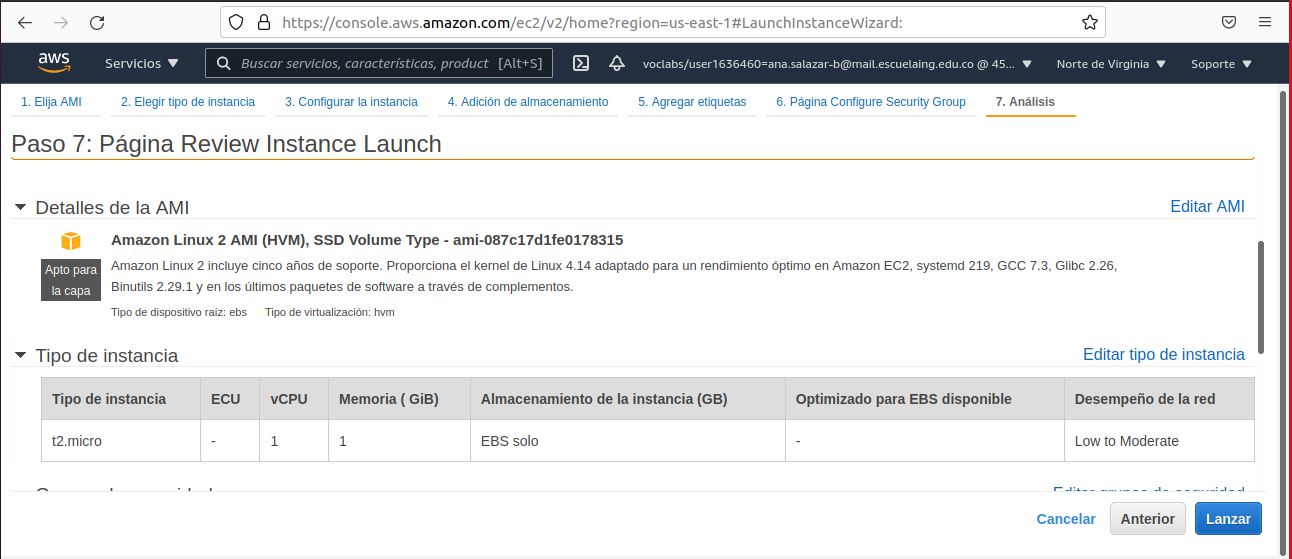 https://console.aws.amazon.com/ec2/v2/home?region=us-east-1#LaunchInstanceWizard:
aws Servicios Buscar servicios, características, product [Alt+S] voclabs/user1636460=ana.salazar-b@mail.escuelaing.edu.co @ 45... Norte de Virginia Soporte
1. Elija AMI 2. Elegir tipo de instancia 3. Configurar la instancia 4. Adición de almacenamiento 5. Agregar etiquetas 6. Página Configure Security Group 7. Análisis
Paso 7: Página Review Instance Launch
Detalles de la AMI Editar AMI
Amazon Linux 2 AMI (HVM), SSD Volume Type - ami-087c17d1fe0178315
Apto para
la capa
Amazon Linux 2 incluye cinco años de soporte. Proporciona el kernel de Linux 4.14 adaptado para un rendimiento óptimo en Amazon EC2, systemd 219, GCC 7.3, Glibc 2.26,
Binutils 2.29.1 y en los últimos paquetes de software a través de complementos.
Tipo de dispositivo raíz: ebs Tipo de virtualización: hvm
Tipo de instancia Editar tipo de instancia
Tipo de instancia ECU vCPU Memoria ( GiB) Almacenamiento de la instancia (GB) Optimizado para EBS disponible Desempeño de la red
t2.micro - 1 1 EBS solo - Low to Moderate
Editar grupos de seguridad
Cancelar Anterior Lanzar